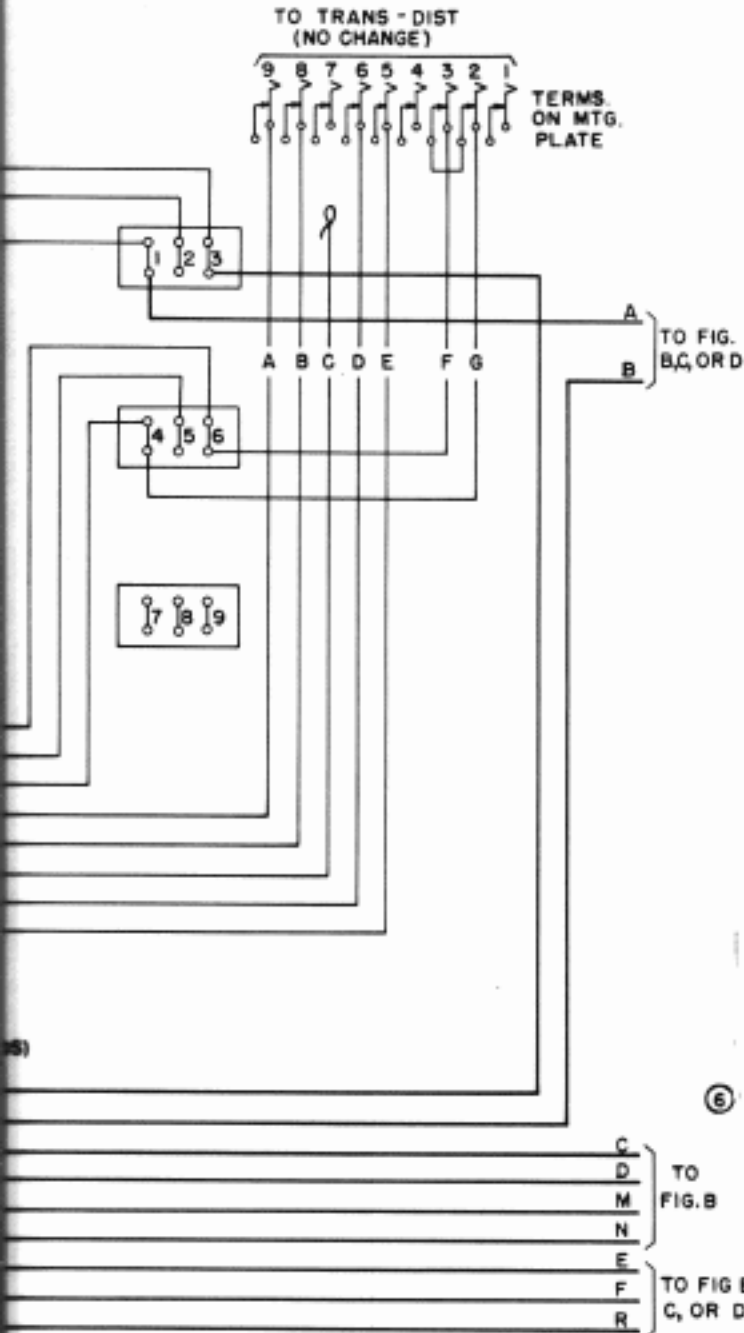 TO TRANS - DIST
(NO CHANGE)
9 8 7 6 5 4 3 2 1
TERMS.
ON MTG.
PLATE
1 2 3
A
TO FIG.
B,C, OR D
B
A B C D E F G
4 5 6
7 8 9
6
C
D
M
N
TO
FIG. B
E
F
R
TO FIG
C, OR D